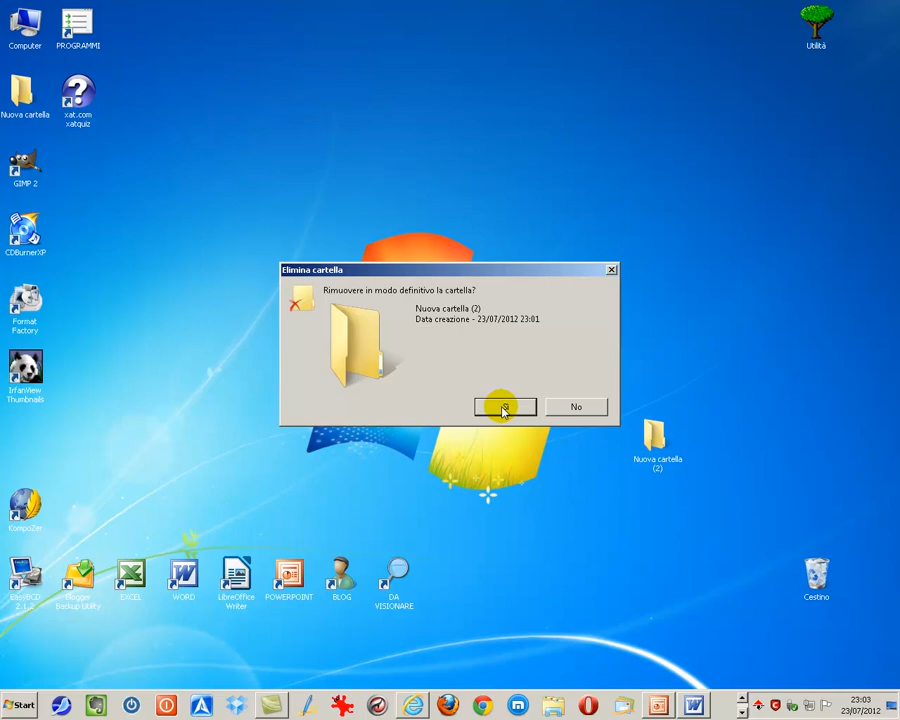 Computer
PROGRAMMI
Utilità
Nuova cartella
xat.com
xatquiz
GIMP 2
CDBurnerXP
Format
Factory
IrfanView
Thumbnails
Elimina cartella
Rimuovere in modo definitivo la cartella?
Nuova cartella (2)
Data creazione - 23/07/2012 23:01
No
Nuova cartella
(2)
KompoZer
EasyBCD
2.1.2
Blogger
Backup Utility
EXCEL
WORD
LibreOffice
Writer
POWERPOINT
BLOG
DA
VISIONARE
Cestino
Start
23:03
23/07/2012